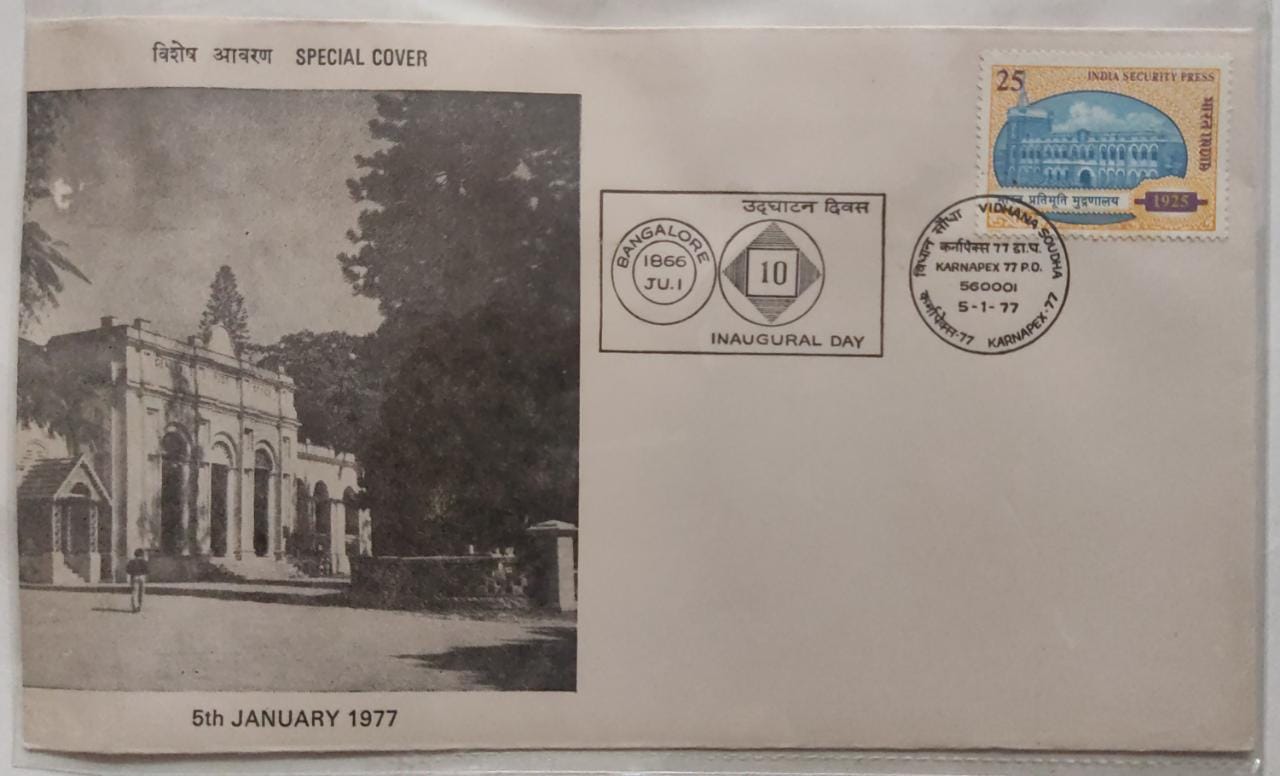 विशेष आवरण SPECIAL COVER
25 INDIA SECURITY PRESS
भारत INDIA
भारत प्रतिभूति मुद्रणालय 1925
उद्घाटन दिवस
BANGALORE
1866
JU.1
10
INAUGURAL DAY
विधान सौधा VIDHANA SOUDHA
कर्नापेक्स 77 डा.घ.
KARNAPEX 77 P.O.
560001
5-1-77
कर्नापेक्स-77 KARNAPEX-77
5th JANUARY 1977